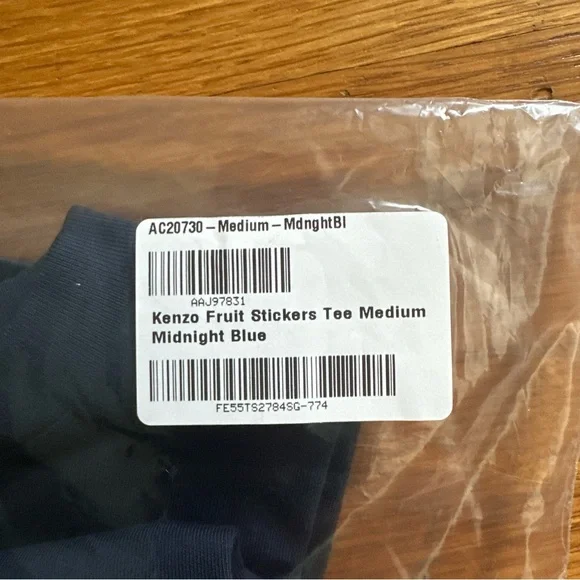 AC20730-Medium-MdnghtBl
AAJ97831
Kenzo Fruit Stickers Tee Medium
Midnight Blue
FE55TS2784SG-774